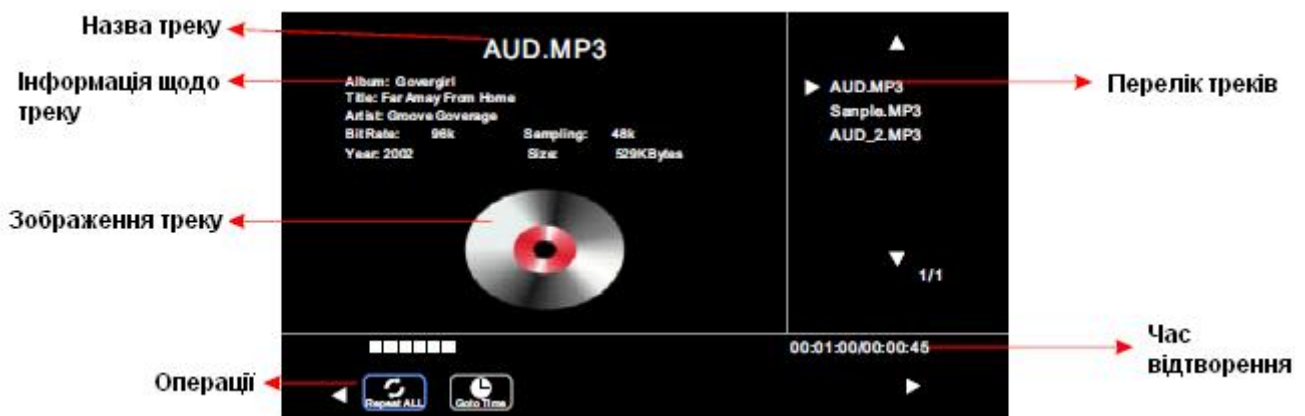 Назва треку
AUD.MP3
Інформація щодо
треку
Album: Govergirl
Title: Far Amay From Home
Artist: Groove Goverage
BitRate: 96k Sampling: 48k
Year: 2002 Size: 529KBytes
AUD.MP3
Sanple.MP3
AUD_2.MP3
Перелік треків
Зображення треку
1/1
00:01:00/00:00:45
Час
відтворення
Операції
Repeat ALL
Goto Time